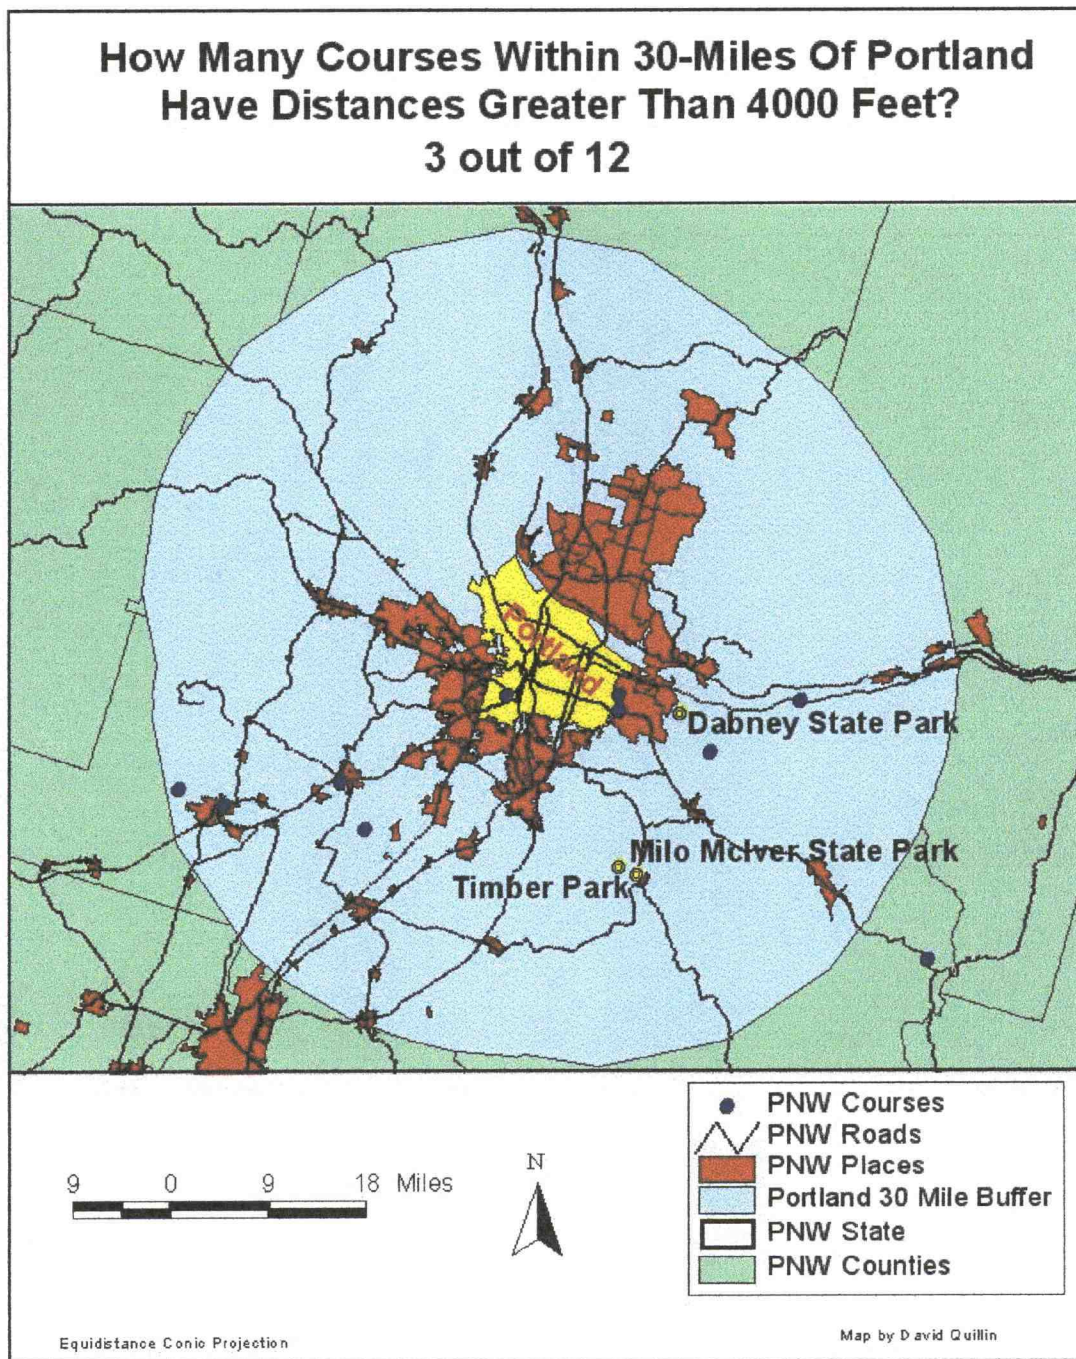 How Many Courses Within 30-Miles Of Portland
Have Distances Greater Than 4000 Feet?
3 out of 12
Portland
Dabney State Park
Milo McIver State Park
Timber Park
9 0 9 18 Miles
N
PNW Courses
PNW Roads
PNW Places
Portland 30 Mile Buffer
PNW State
PNW Counties
Equidistance Conic Projection
Map by David Quillin